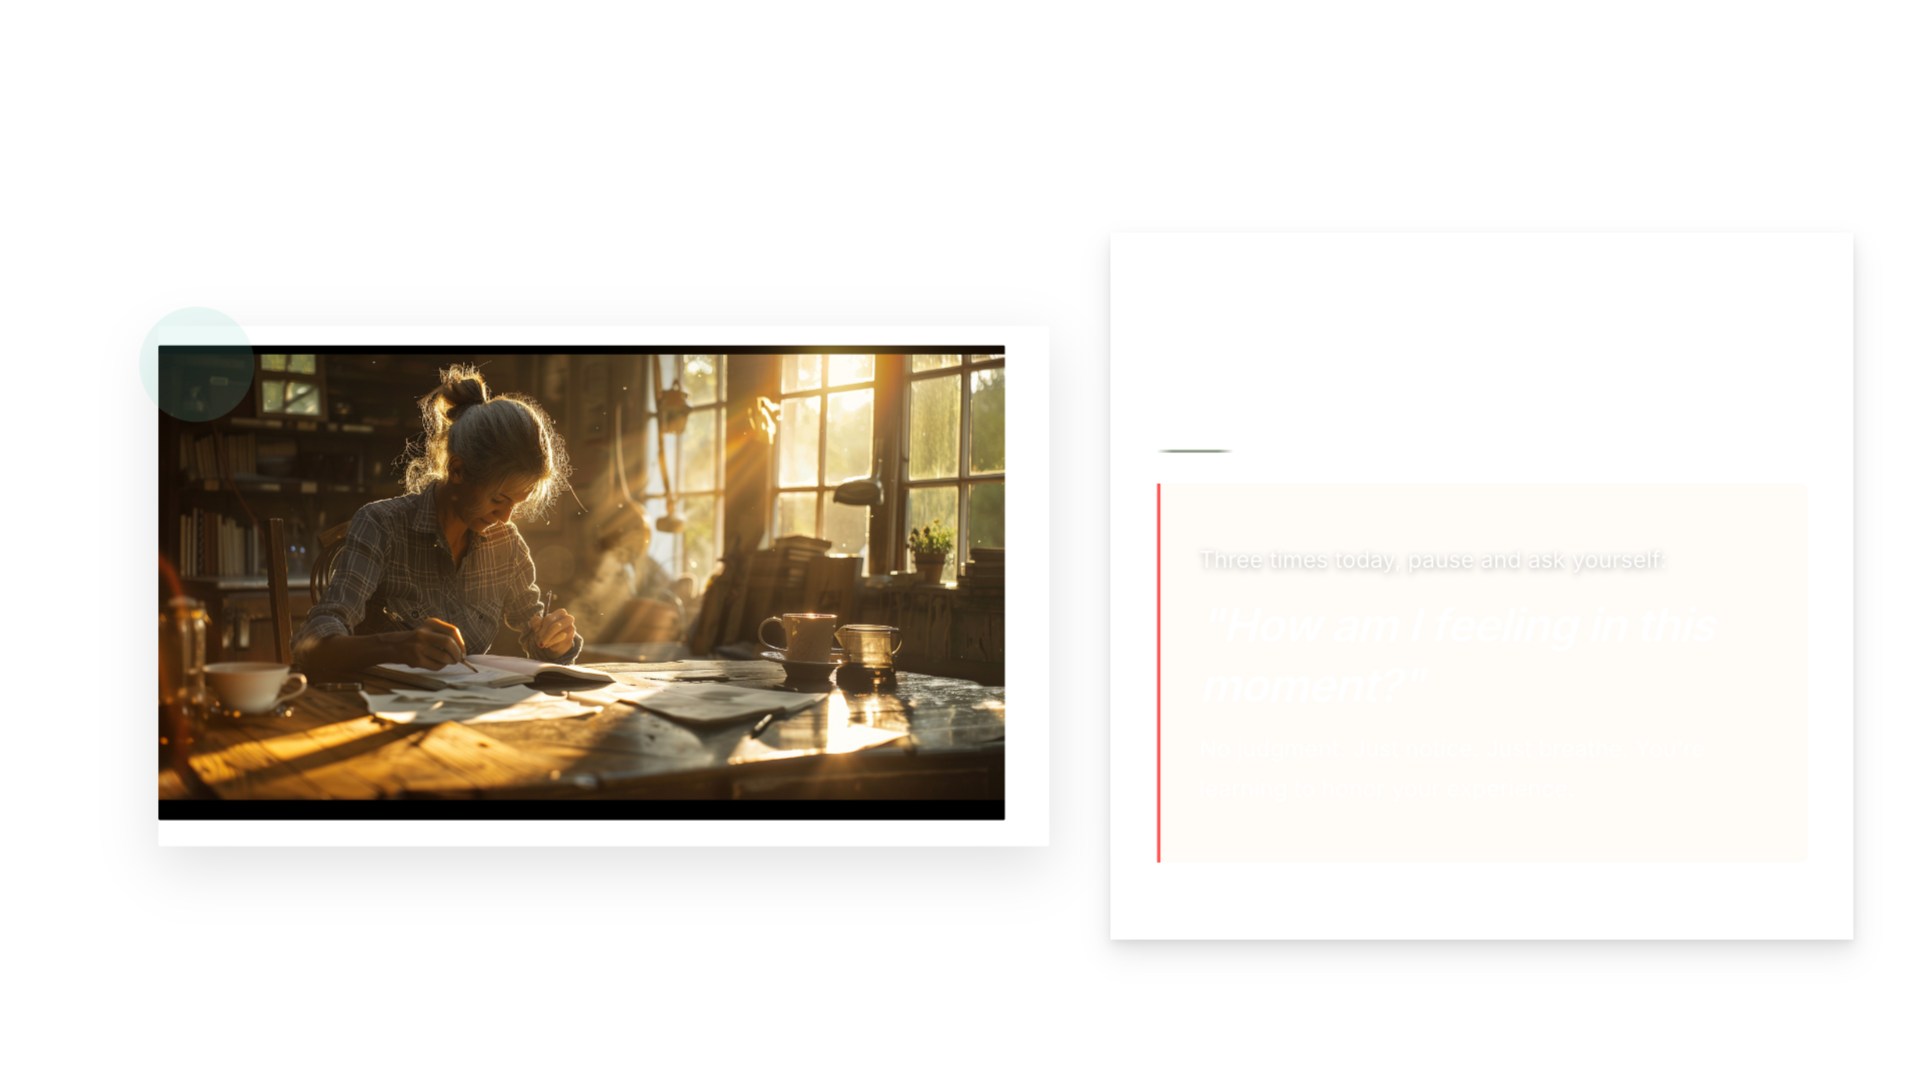 Three times today, pause and ask yourself:
"How am I feeling in this
moment?"
No judgment. Just notice. Just breathe. You're
learning to honor your experience.